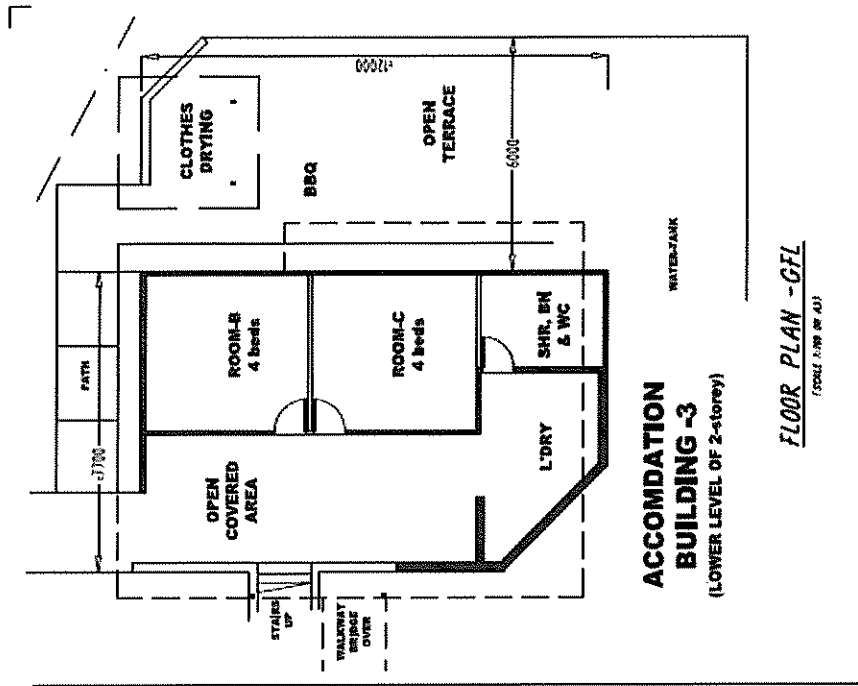 STAIRS
UP
WALKWAY
BRIDGE
OVER
±7700
PATH
OPEN
COVERED
AREA
ROOM-B
4 beds
ROOM-C
4 beds
L'DRY
SHR, BN
& WC
CLOTHES
DRYING
BBQ
OPEN
TERRACE
±12000
6000
WATER-TANK
ACCOMDATION
BUILDING -3
(LOWER LEVEL OF 2-storey)
FLOOR PLAN -GFL